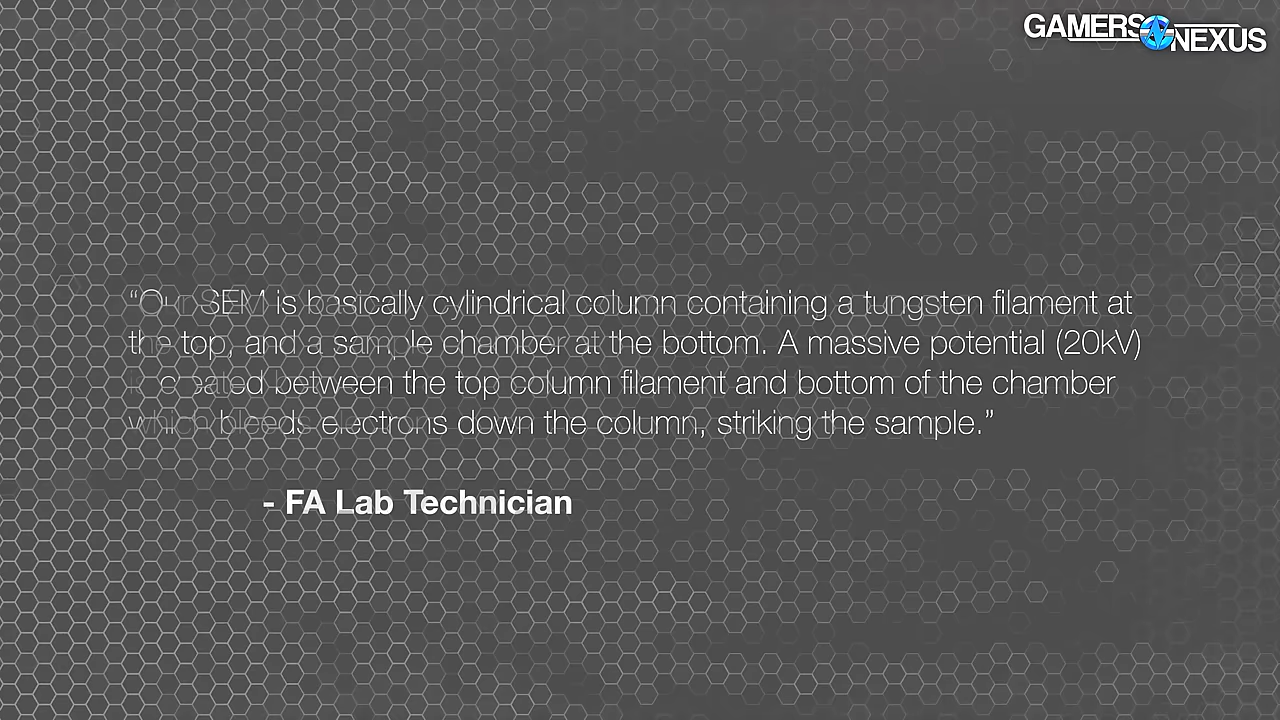 GAMERS NEXUS
“Our SEM is basically cylindrical column containing a tungsten filament at
the top, and a sample chamber at the bottom. A massive potential (20kV)
is created between the top column filament and bottom of the chamber
which bleeds electrons down the column, striking the sample.”
- FA Lab Technician